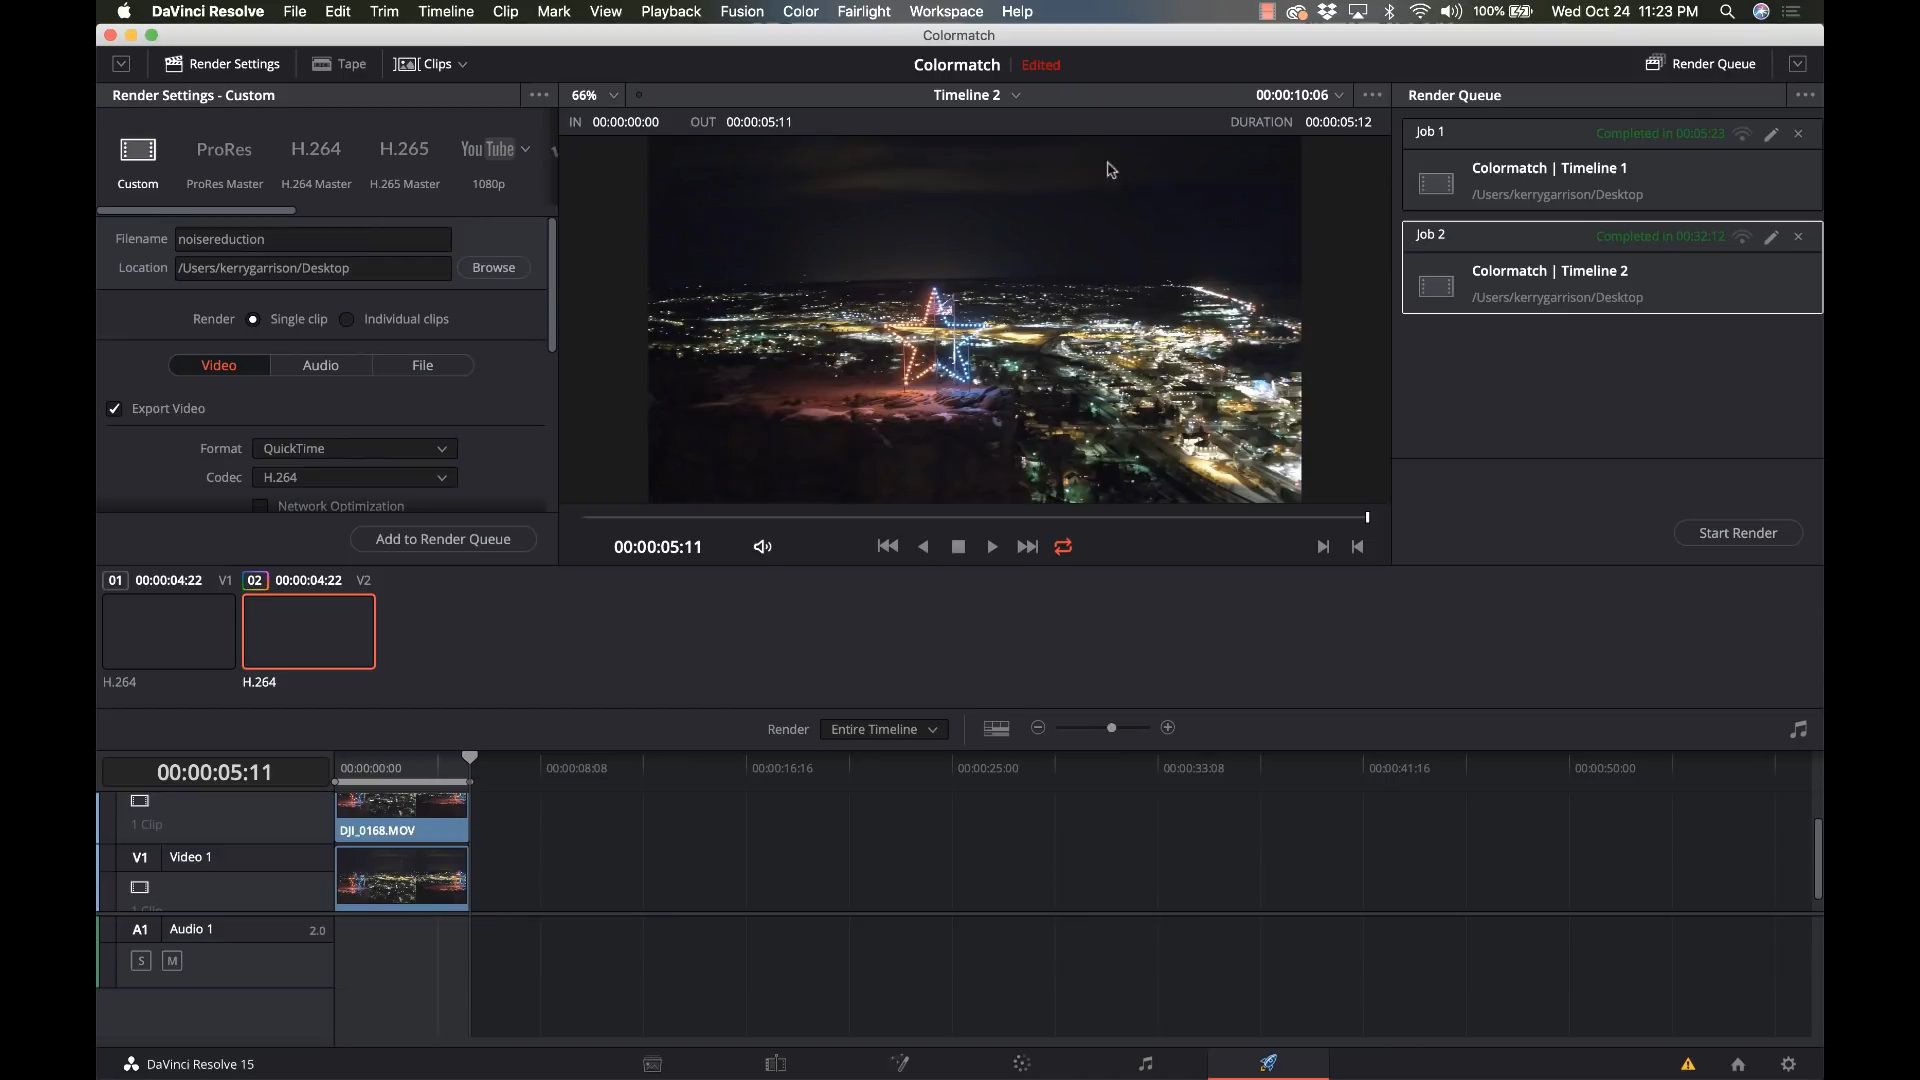 DaVinci Resolve File Edit Trim Timeline Clip Mark View Playback Fusion Color Fairlight Workspace Help 100% Wed Oct 24 11:23 PM
Colormatch
Render Settings Tape Clips Colormatch Edited Render Queue
Render Settings - Custom 66% Timeline 2 00:00:10:06 Render Queue
IN 00:00:00:00 OUT 00:00:05:11 DURATION 00:00:05:12
Job 1 Completed in 00:05:23
ProRes H.264 H.265 YouTube
Custom ProRes Master H.264 Master H.265 Master 1080p
Colormatch | Timeline 1
/Users/kerrygarrison/Desktop
Job 2 Completed in 00:32:12
Colormatch | Timeline 2
/Users/kerrygarrison/Desktop
Filename noisereduction
Location /Users/kerrygarrison/Desktop Browse
Render Single clip Individual clips
Video Audio File
Export Video
Format QuickTime
Codec H.264
Network Optimization
Add to Render Queue
00:00:05:11
Start Render
01 00:00:04:22 V1 02 00:00:04:22 V2
H.264 H.264
Render Entire Timeline
00:00:05:11 00:00:00:00 00:00:08:08 00:00:16:16 00:00:25:00 00:00:33:08 00:00:41:16 00:00:50:00
1 Clip DJI_0168.MOV
V1 Video 1
1 Clip
A1 Audio 1 2.0
S M
DaVinci Resolve 15